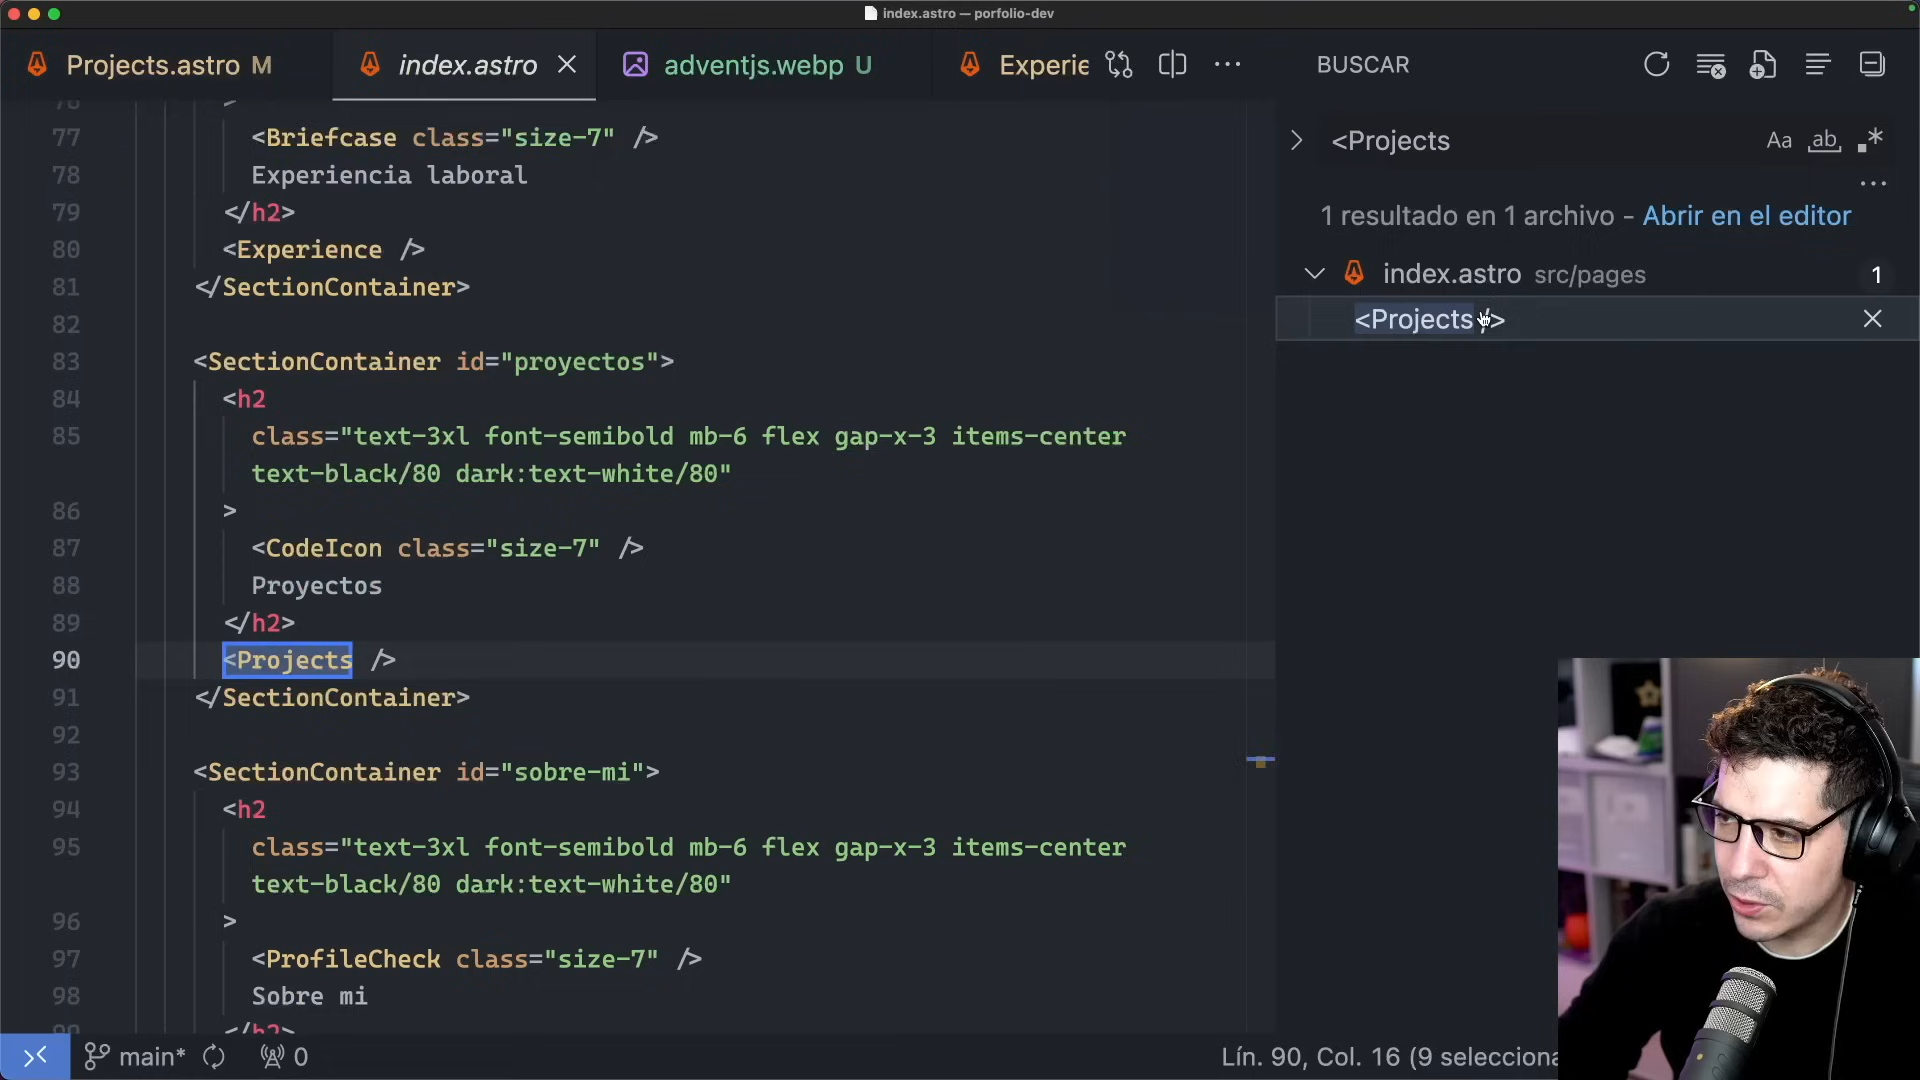 index.astro — porfolio-dev
Projects.astro M
index.astro
adventjs.webp U
Experie
BUSCAR
<Projects
Aa ab
1 resultado en 1 archivo - Abrir en el editor
index.astro src/pages 1
<Projects />
77 <Briefcase class="size-7" />
78 Experiencia laboral
79 </h2>
80 <Experience />
81 </SectionContainer>
82
83 <SectionContainer id="proyectos">
84 <h2
85 class="text-3xl font-semibold mb-6 flex gap-x-3 items-center
text-black/80 dark:text-white/80"
86 >
87 <CodeIcon class="size-7" />
88 Proyectos
89 </h2>
90 <Projects />
91 </SectionContainer>
92
93 <SectionContainer id="sobre-mi">
94 <h2
95 class="text-3xl font-semibold mb-6 flex gap-x-3 items-center
text-black/80 dark:text-white/80"
96 >
97 <ProfileCheck class="size-7" />
98 Sobre mi
</h2>
main* 0
Lín. 90, Col. 16 (9 selecciona